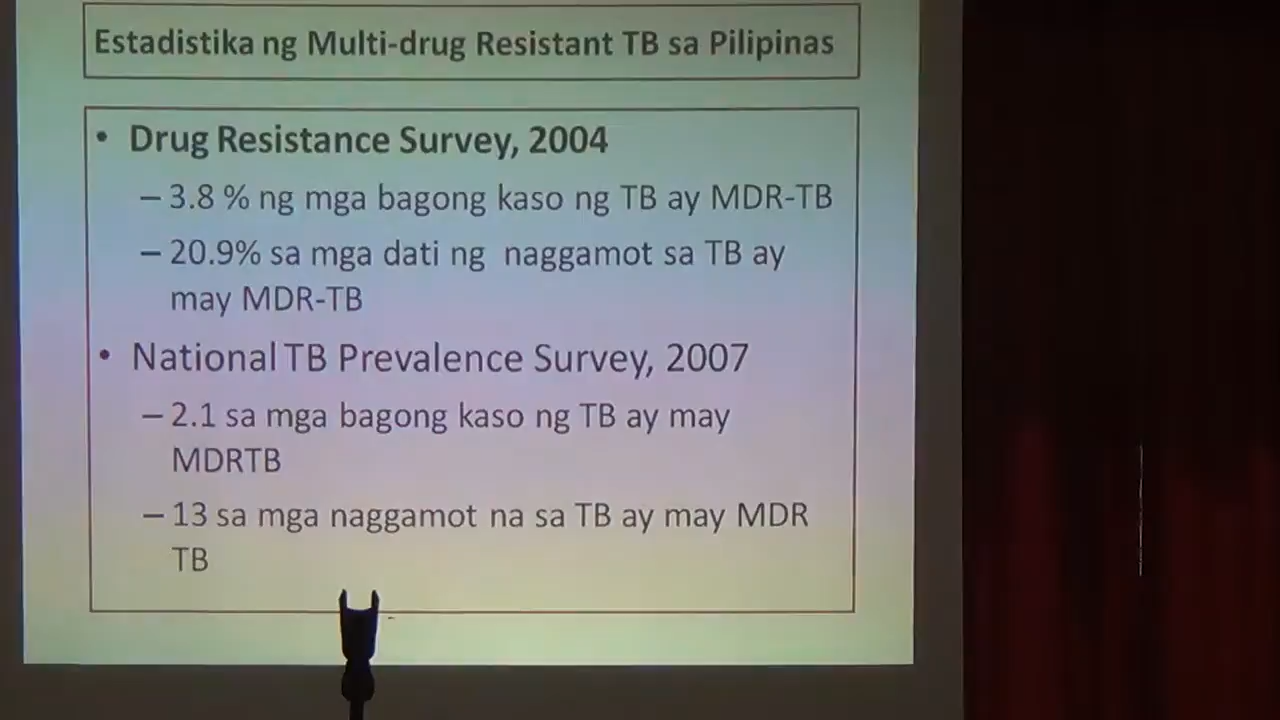 Estadistika ng Multi-drug Resistant TB sa Pilipinas
• Drug Resistance Survey, 2004
– 3.8 % ng mga bagong kaso ng TB ay MDR-TB
– 20.9% sa mga dati ng naggamot sa TB ay
may MDR-TB
• National TB Prevalence Survey, 2007
– 2.1 sa mga bagong kaso ng TB ay may
MDRTB
– 13 sa mga naggamot na sa TB ay may MDR
TB